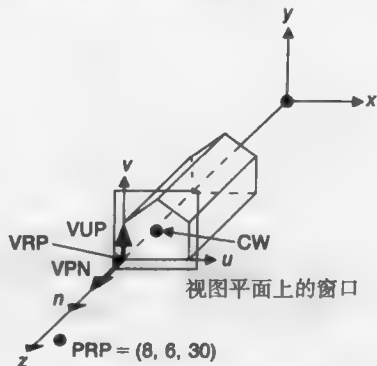 y
x
v
VUP
VRP
CW
VPN
u
n
视图平面上的窗口
z
PRP = (8, 6, 30)